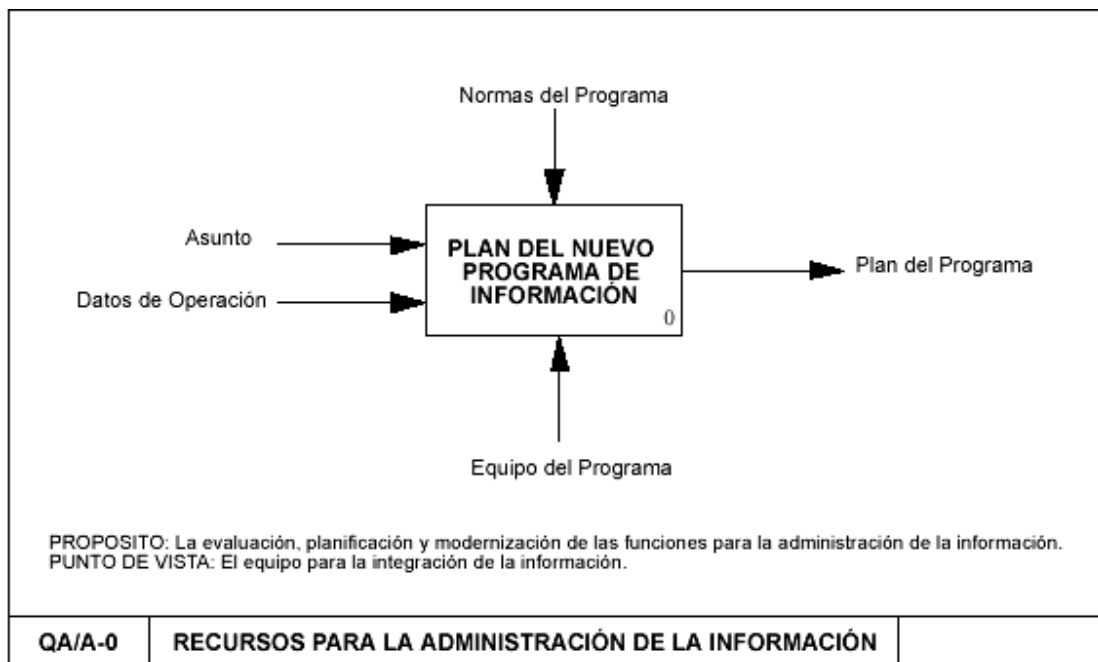 Normas del Programa
Asunto
Datos de Operación
PLAN DEL NUEVO
PROGRAMA DE
INFORMACIÓN
0
Plan del Programa
Equipo del Programa
PROPOSITO: La evaluación, planificación y modernización de las funciones para la administración de la información.
PUNTO DE VISTA: El equipo para la integración de la información.
QA/A-0 RECURSOS PARA LA ADMINISTRACIÓN DE LA INFORMACIÓN